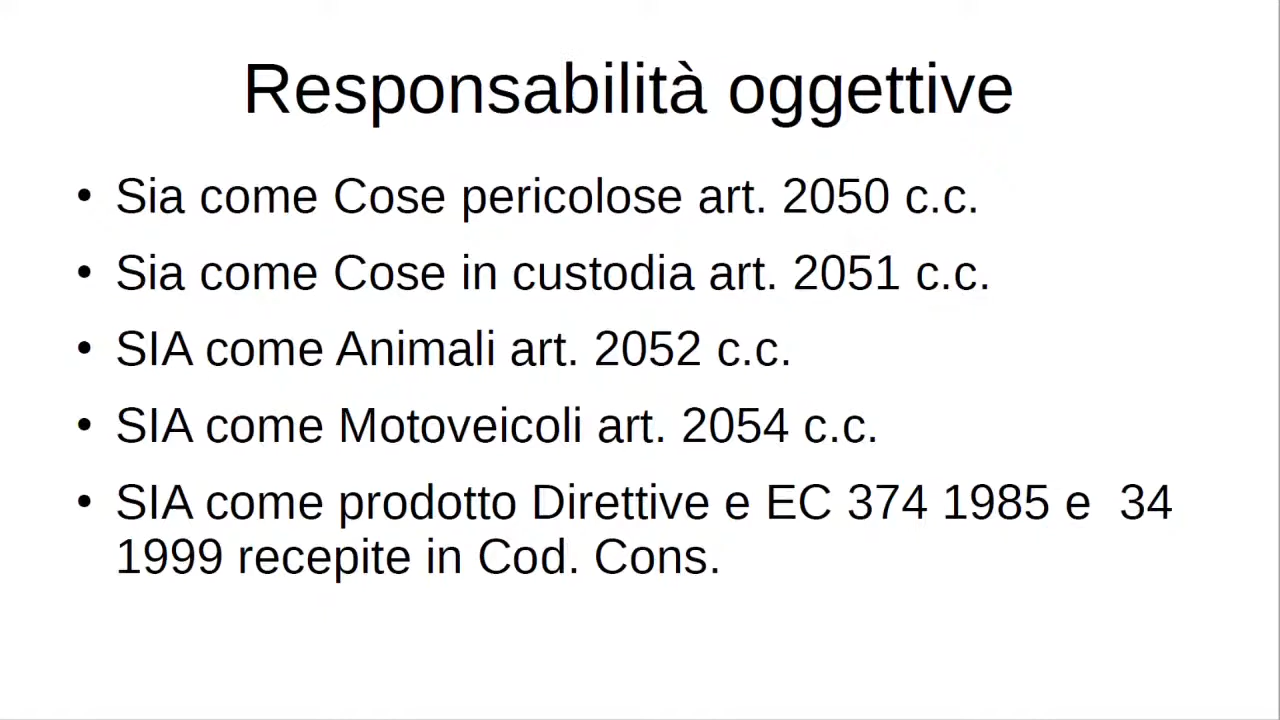 Responsabilità oggettive
• Sia come Cose pericolose art. 2050 c.c.
• Sia come Cose in custodia art. 2051 c.c.
• SIA come Animali art. 2052 c.c.
• SIA come Motoveicoli art. 2054 c.c.
• SIA come prodotto Direttive e EC 374 1985 e  34
1999 recepite in Cod. Cons.